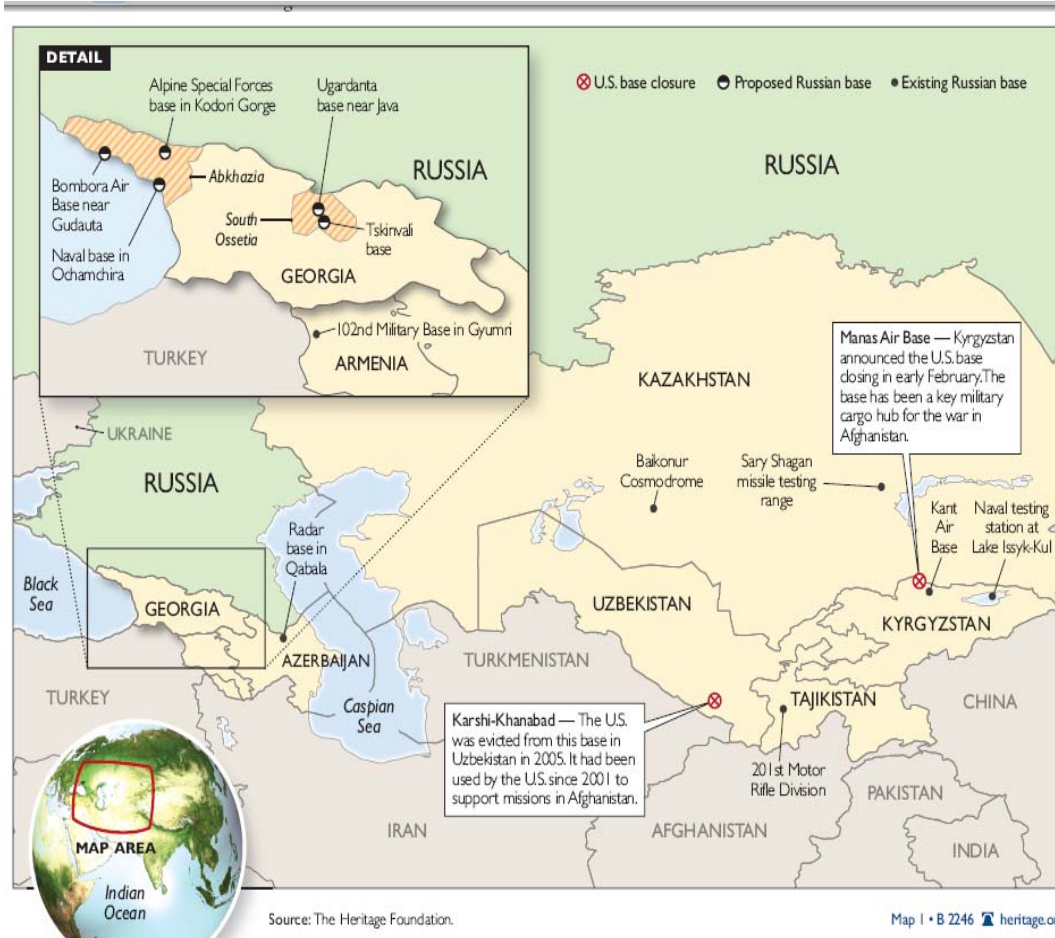 DETAIL
Alpine Special Forces
base in Kodori Gorge
Ugardanta
base near Java
RUSSIA
Bombora Air
Base near
Gudauta
Abkhazia
Naval base in
Ochamchira
South
Ossetia
Tskinvali
base
GEORGIA
102nd Military Base in Gyumri
TURKEY
ARMENIA
U.S. base closure
Proposed Russian base
Existing Russian base
RUSSIA
Manas Air Base — Kyrgyzstan
announced the U.S. base
closing in early February. The
base has been a key military
cargo hub for the war in
Afghanistan.
KAZAKHSTAN
UKRAINE
RUSSIA
Baikonur
Cosmodrome
Sary Shagan
missile testing
range
Kant
Air
Base
Naval testing
station at
Lake Issyk-Kul
Radar
base in
Qabala
Black
Sea
GEORGIA
UZBEKISTAN
KYRGYZSTAN
AZERBAIJAN
TURKMENISTAN
TURKEY
Caspian
Sea
TAJIKISTAN
CHINA
Karshi-Khanabad — The U.S.
was evicted from this base in
Uzbekistan in 2005. It had been
used by the U.S. since 2001 to
support missions in Afghanistan.
201st Motor
Rifle Division
PAKISTAN
IRAN
AFGHANISTAN
INDIA
MAP AREA
Indian
Ocean
Source: The Heritage Foundation.
Map 1 • B 2246 heritage.o